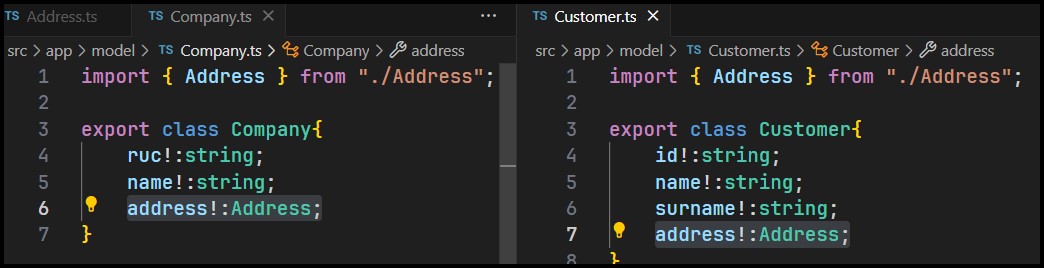 TS Address.ts TS Company.ts ...
src > app > model > TS Company.ts > Company > address
1 import { Address } from "./Address";
2
3 export class Company{
4 ruc!:string;
5 name!:string;
6 address!:Address;
7 }
TS Customer.ts ×
src > app > model > TS Customer.ts > Customer > address
1 import { Address } from "./Address";
2
3 export class Customer{
4 id!:string;
5 name!:string;
6 surname!:string;
7 address!:Address;
8 }